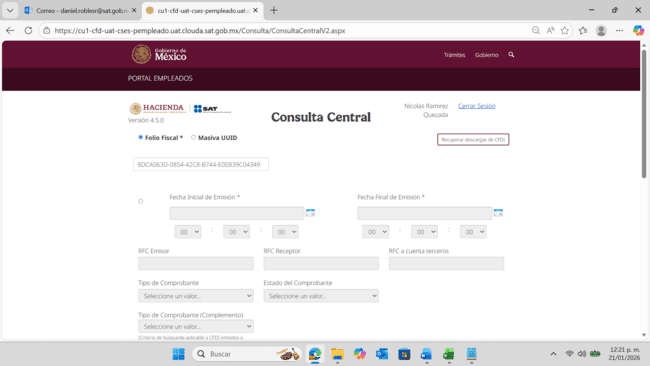 Correo - daniel.roblesr@sat.gob.m
cu1-cfd-uat-cses-pempleado.uat.c
https://cu1-cfd-uat-cses-pempleado.uat.clouda.sat.gob.mx/Consulta/ConsultaCentralV2.aspx
Gobierno de
México
Trámites
Gobierno
PORTAL EMPLEADOS
HACIENDA
SAT
Versión 4.5.0
Consulta Central
Nicolas Ramirez
Quezada
Cerrar Sesión
Folio Fiscal *
Masiva UUID
Recuperar descargas de CFDI
8DCA063D-0854-42C8-B744-E0EB39C04349
Fecha Inicial de Emisión *
Fecha Final de Emisión *
00 : 00 : 00
00 : 00 : 00
RFC Emisor
RFC Receptor
RFC a cuenta terceros
Tipo de Comprobante
Estado del Comprobante
Seleccione un valor...
Seleccione un valor...
Tipo de Comprobante (Complemento)
Seleccione un valor...
(Criterio de búsqueda aplicable a CFDI emitidos a
Buscar
12:21 p. m.
21/01/2026